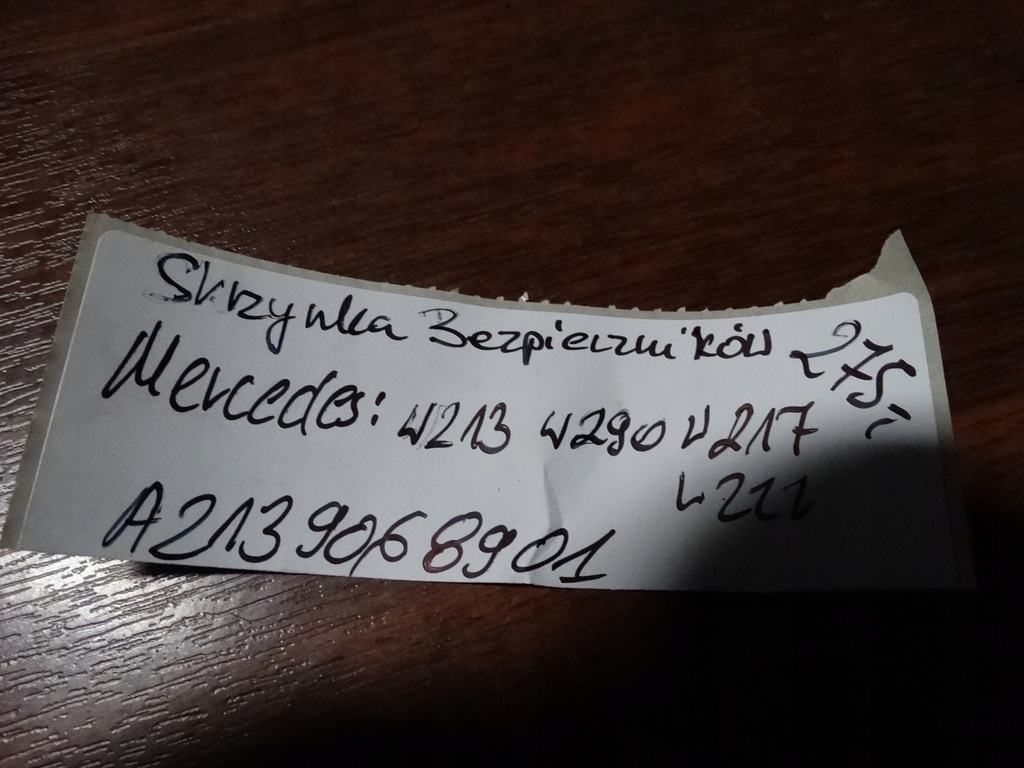 Skrzynka Bezpieczników 275,-
Mercedes: W213 W290 W217
W222
A2139068901